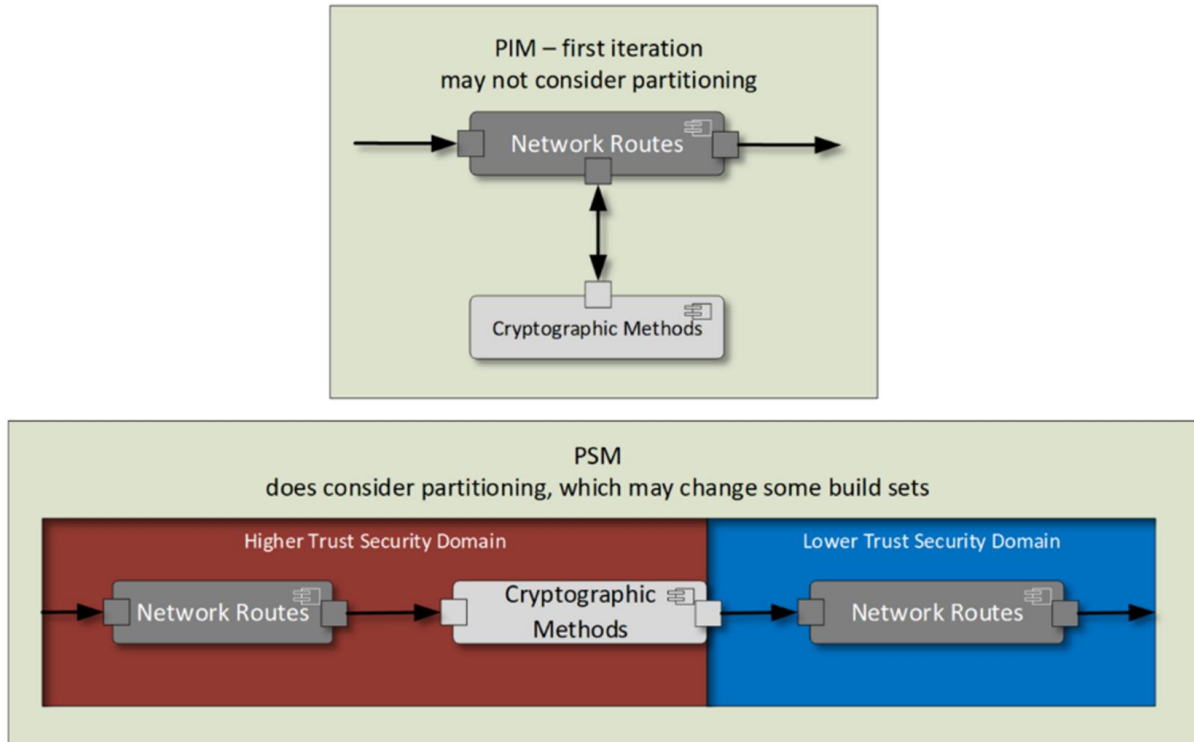 PIM – first iteration
may not consider partitioning
Network Routes
Cryptographic Methods
PSM
does consider partitioning, which may change some build sets
Higher Trust Security Domain
Lower Trust Security Domain
Network Routes
Cryptographic
Methods
Network Routes